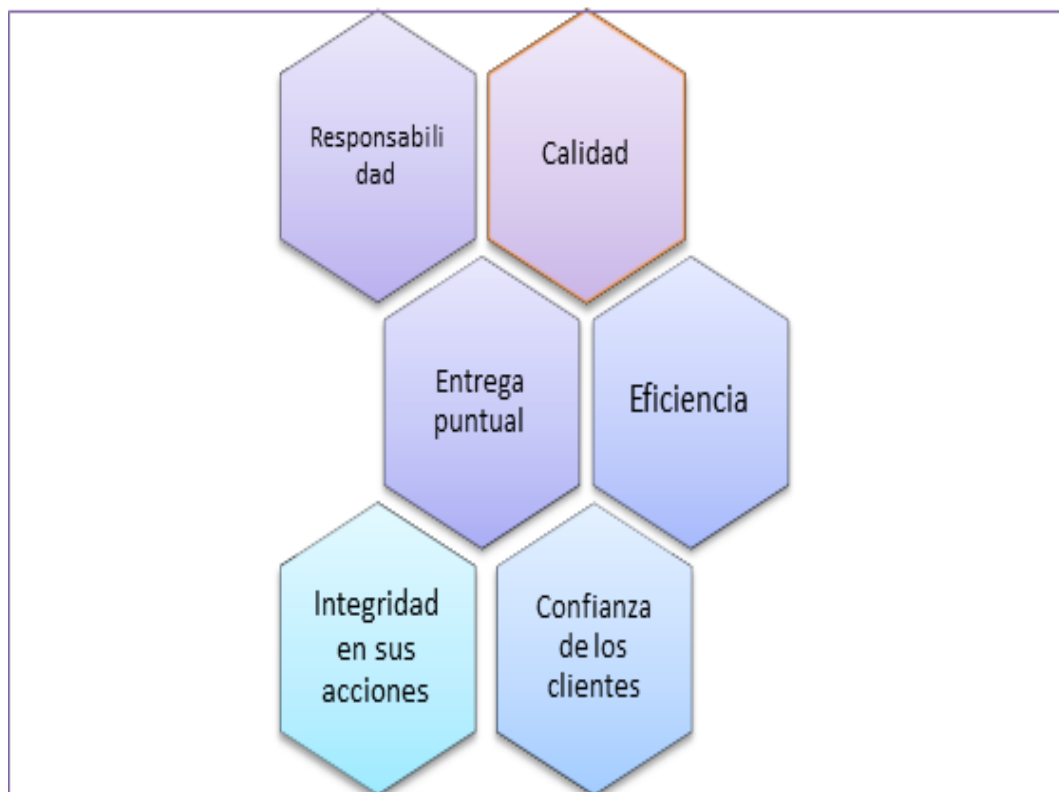 Responsabili
dad
Calidad
Entrega
puntual
Eficiencia
Integridad
en sus
acciones
Confianza
de los
clientes